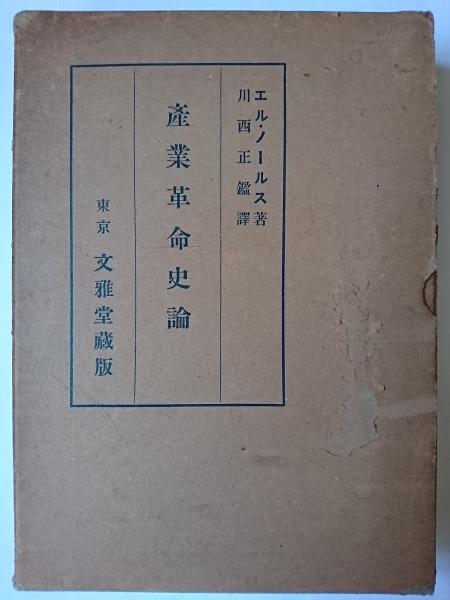 エル・ノールス著
川西正鑑譯
産業革命史論
東京 文雅堂藏版